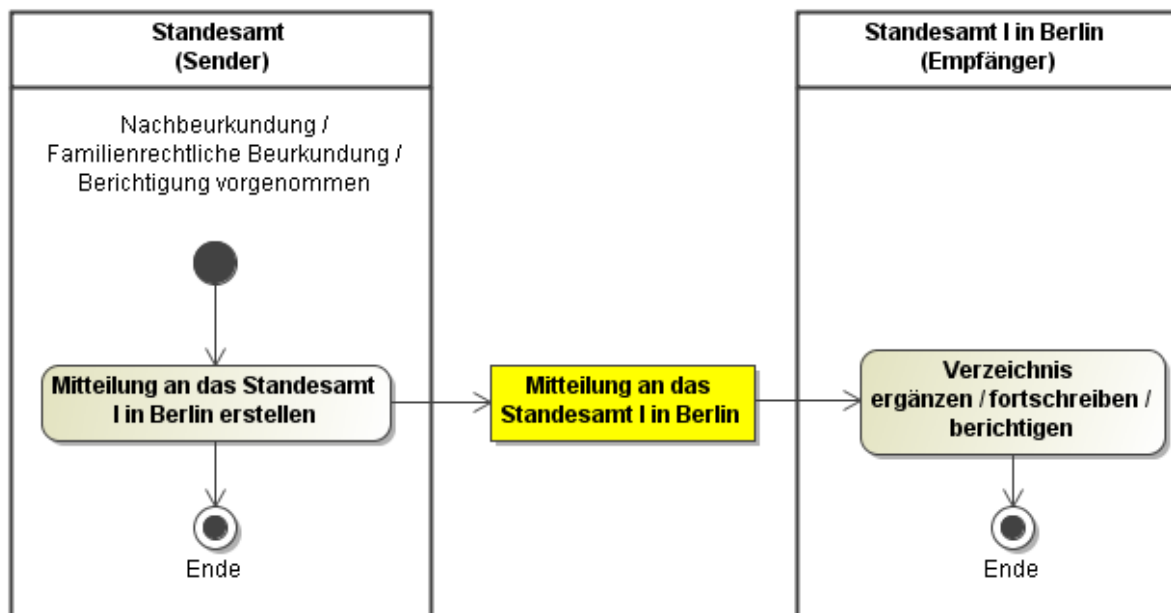 Standesamt
(Sender)
Nachbeurkundung /
Familienrechtliche Beurkundung /
Berichtigung vorgenommen
Mitteilung an das Standesamt
I in Berlin erstellen
Ende
Mitteilung an das
Standesamt I in Berlin
Standesamt I in Berlin
(Empfänger)
Verzeichnis
ergänzen / fortschreiben /
berichtigen
Ende